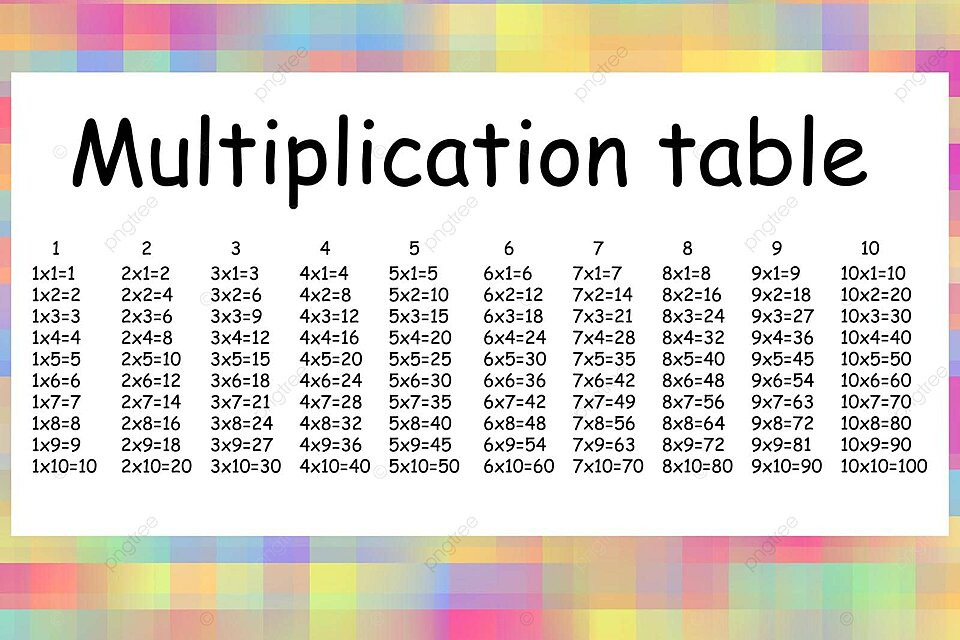 Multiplication table
1 2 3 4 5 6 7 8 9 10
1x1=1 2x1=2 3x1=3 4x1=4 5x1=5 6x1=6 7x1=7 8x1=8 9x1=9 10x1=10
1x2=2 2x2=4 3x2=6 4x2=8 5x2=10 6x2=12 7x2=14 8x2=16 9x2=18 10x2=20
1x3=3 2x3=6 3x3=9 4x3=12 5x3=15 6x3=18 7x3=21 8x3=24 9x3=27 10x3=30
1x4=4 2x4=8 3x4=12 4x4=16 5x4=20 6x4=24 7x4=28 8x4=32 9x4=36 10x4=40
1x5=5 2x5=10 3x5=15 4x5=20 5x5=25 6x5=30 7x5=35 8x5=40 9x5=45 10x5=50
1x6=6 2x6=12 3x6=18 4x6=24 5x6=30 6x6=36 7x6=42 8x6=48 9x6=54 10x6=60
1x7=7 2x7=14 3x7=21 4x7=28 5x7=35 6x7=42 7x7=49 8x7=56 9x7=63 10x7=70
1x8=8 2x8=16 3x8=24 4x8=32 5x8=40 6x8=48 7x8=56 8x8=64 9x8=72 10x8=80
1x9=9 2x9=18 3x9=27 4x9=36 5x9=45 6x9=54 7x9=63 8x9=72 9x9=81 10x9=90
1x10=10 2x10=20 3x10=30 4x10=40 5x10=50 6x10=60 7x10=70 8x10=80 9x10=90 10x10=100
pngtree